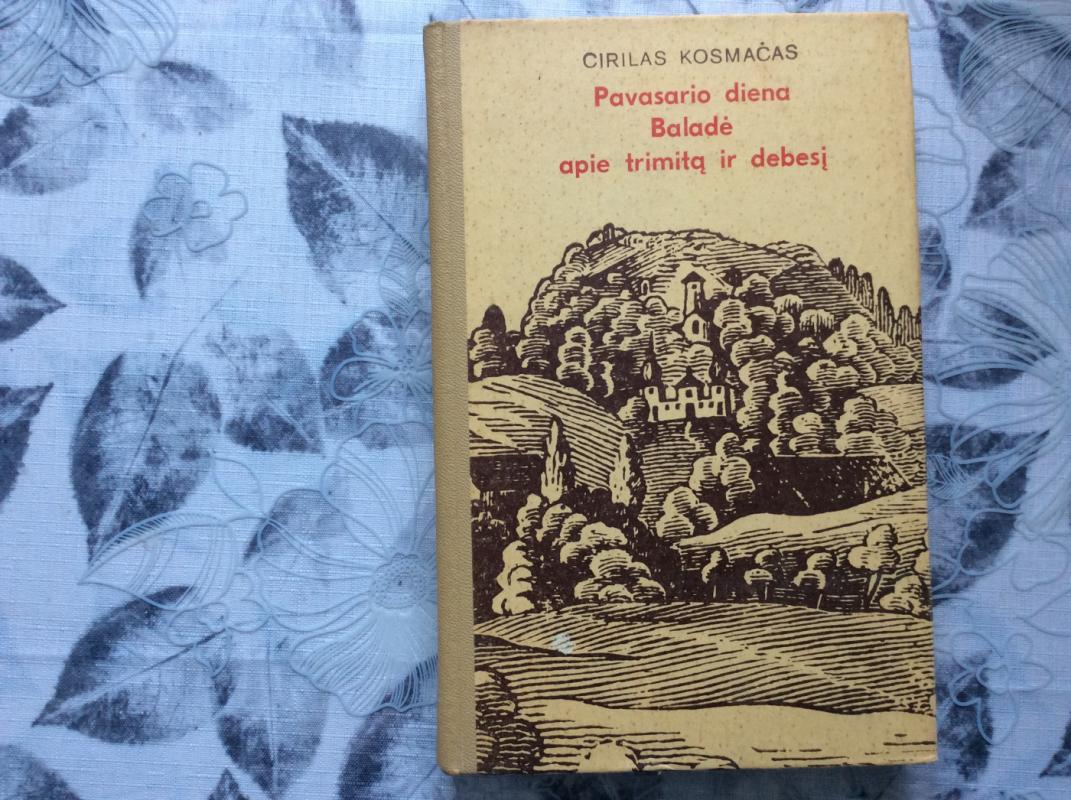 CIRILAS KOSMAČAS
Pavasario diena
Baladė
apie trimitą ir debesį